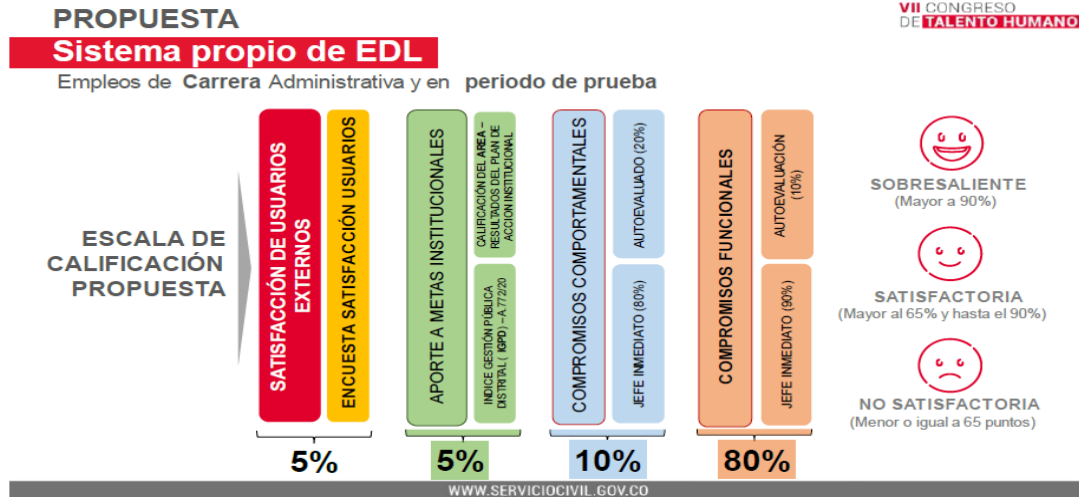 PROPUESTA
VII CONGRESO
DE TALENTO HUMANO
Sistema propio de EDL
Empleos de Carrera Administrativa y en periodo de prueba
ESCALA DE
CALIFICACIÓN
PROPUESTA
SATISFACCIÓN DE USUARIOS
EXTERNOS
ENCUESTA SATISFACCIÓN USUARIOS
5%
APORTE A METAS INSTITUCIONALES
CALIFICACIÓN DEL AREA –
RESULTADOS DEL PLAN DE
ACCION INSTITUCIONAL
INDICE GESTIÓN PÚBLICA
DISTRITAL ( IGPD) – A.772/20
5%
COMPROMISOS COMPORTAMENTALES
AUTOEVALUADO (20%)
JEFE INMEDIATO (80%)
10%
COMPROMISOS FUNCIONALES
AUTOEVALUACIÓN
(10%)
JEFE INMEDIATO (90%)
80%
SOBRESALIENTE
(Mayor a 90%)
SATISFACTORIA
(Mayor al 65% y hasta el 90%)
NO SATISFACTORIA
(Menor o igual a 65 puntos)
WWW.SERVICIOCIVIL.GOV.CO